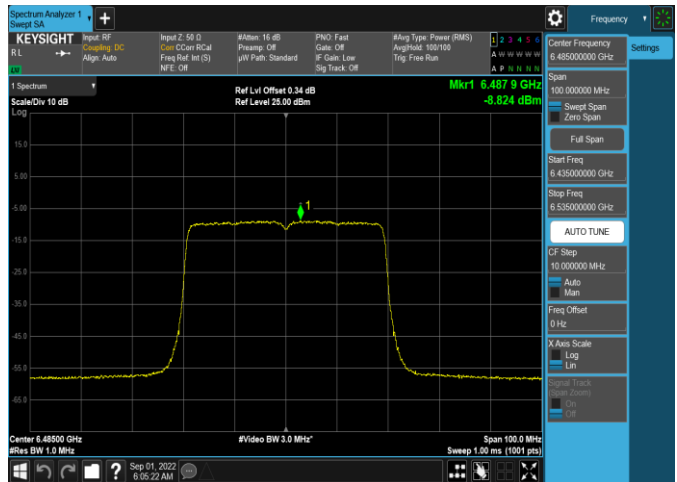 Spectrum Analyzer 1
Swept SA
+
Frequency
KEYSIGHT
RL
LW
Input: RF
Coupling: DC
Align: Auto
Input Z: 50 Ω
Corr CCorr RCal
Freq Ref: Int (S)
NFE: Off
#Atten: 16 dB
Preamp: Off
µW Path: Standard
PNO: Fast
Gate: Off
IF Gain: Low
Sig Track: Off
#Avg Type: Power (RMS)
Avg|Hold: 100/100
Trig: Free Run
1 2 3 4 5 6
A W W W W W
A P N N N N
1 Spectrum
Scale/Div 10 dB
Log
Ref Lvl Offset 0.34 dB
Ref Level 25.00 dBm
Mkr1 6.487 9 GHz
-8.824 dBm
15.0
5.00
-5.00
-15.0
-25.0
-35.0
-45.0
-55.0
-65.0
1
Center 6.48500 GHz
#Res BW 1.0 MHz
#Video BW 3.0 MHz*
Span 100.0 MHz
Sweep 1.00 ms (1001 pts)
Center Frequency
6.485000000 GHz
Settings
Span
100.000000 MHz
Swept Span
Zero Span
Full Span
Start Freq
6.435000000 GHz
Stop Freq
6.535000000 GHz
AUTO TUNE
CF Step
10.000000 MHz
Auto
Man
Freq Offset
0 Hz
X Axis Scale
Log
Lin
Signal Track
(Span Zoom)
On
Off
?
Sep 01, 2022
6:05:22 AM